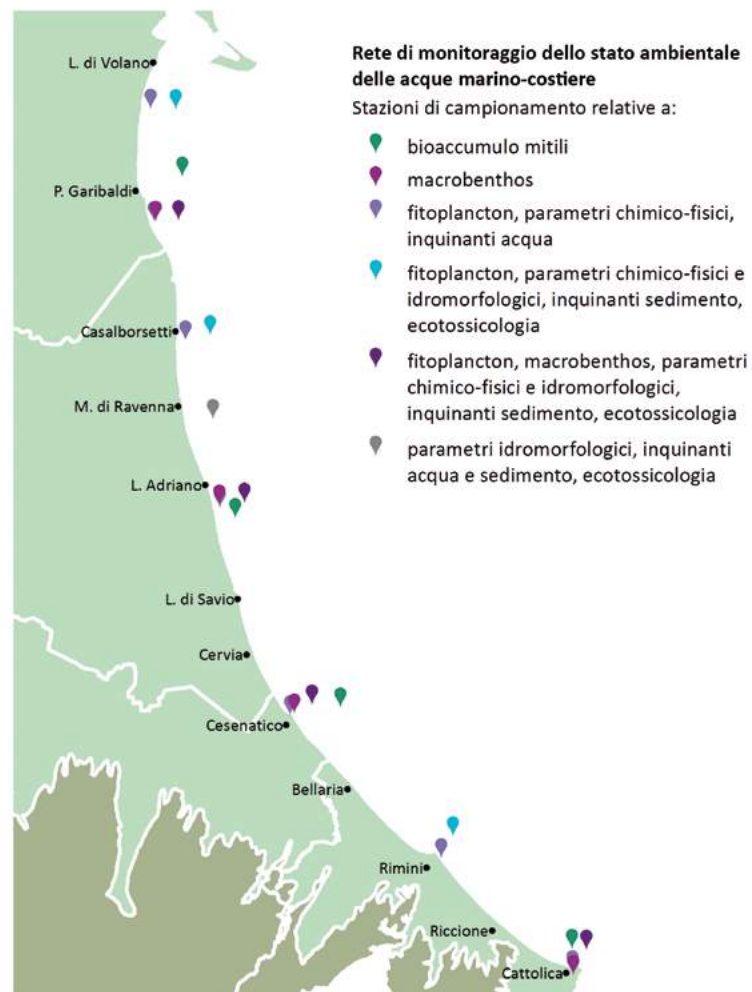 Rete di monitoraggio dello stato ambientale
delle acque marino-costiere
Stazioni di campionamento relative a:
bioaccumulo mitili
macrobenthos
fitoplancton, parametri chimico-fisici,
inquinanti acqua
fitoplancton, parametri chimico-fisici e
idromorfologici, inquinanti sedimento,
ecotossicologia
fitoplancton, macrobenthos, parametri
chimico-fisici e idromorfologici,
inquinanti sedimento, ecotossicologia
parametri idromorfologici, inquinanti
acqua e sedimento, ecotossicologia
L. di Volano
P. Garibaldi
Casalborsetti
M. di Ravenna
L. Adriano
L. di Savio
Cervia
Cesenatico
Bellaria
Rimini
Riccione
Cattolica